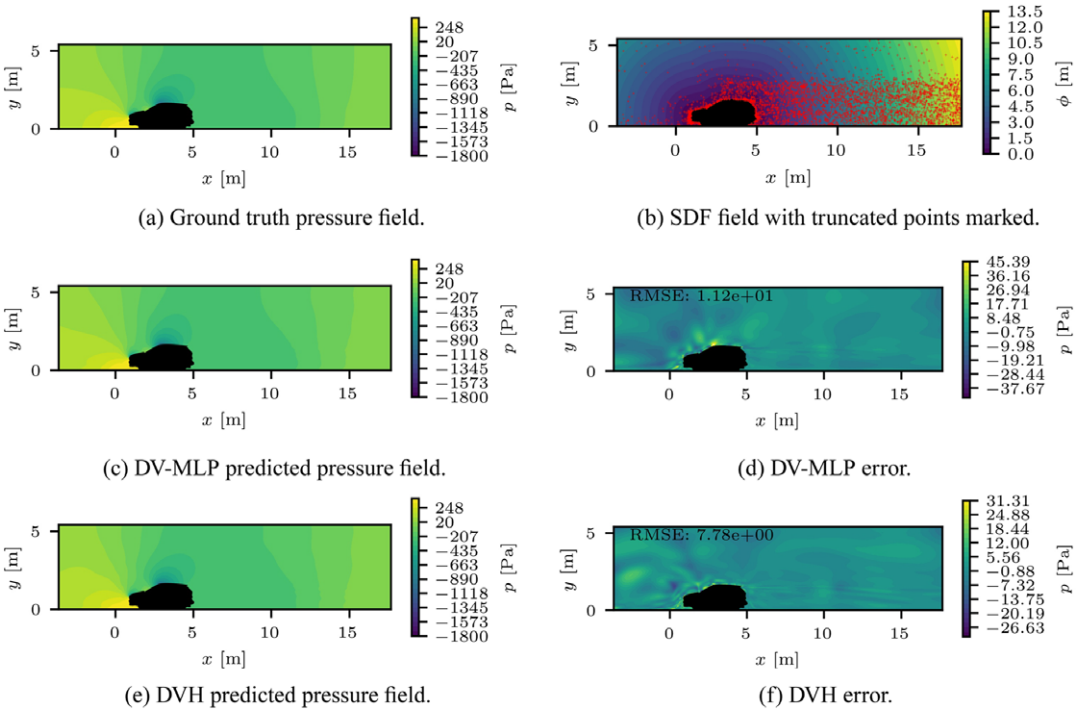 5
0
y [m]
0 5 10 15
x [m]
248
20
−207
−435
−663
−890
−1118
−1345
−1573
−1800
p [Pa]
(a) Ground truth pressure field.
5
0
y [m]
0 5 10 15
x [m]
13.5
12.0
10.5
9.0
7.5
6.0
4.5
3.0
1.5
0.0
ϕ [m]
(b) SDF field with truncated points marked.
5
0
y [m]
0 5 10 15
x [m]
248
20
−207
−435
−663
−890
−1118
−1345
−1573
−1800
p [Pa]
(c) DV-MLP predicted pressure field.
RMSE: 1.12e+01
5
0
y [m]
0 5 10 15
x [m]
45.39
36.16
26.94
17.71
8.48
−0.75
−9.98
−19.21
−28.44
−37.67
p [Pa]
(d) DV-MLP error.
5
0
y [m]
0 5 10 15
x [m]
248
20
−207
−435
−663
−890
−1118
−1345
−1573
−1800
p [Pa]
(e) DVH predicted pressure field.
RMSE: 7.78e+00
5
0
y [m]
0 5 10 15
x [m]
31.31
24.88
18.44
12.00
5.56
−0.88
−7.32
−13.75
−20.19
−26.63
p [Pa]
(f) DVH error.